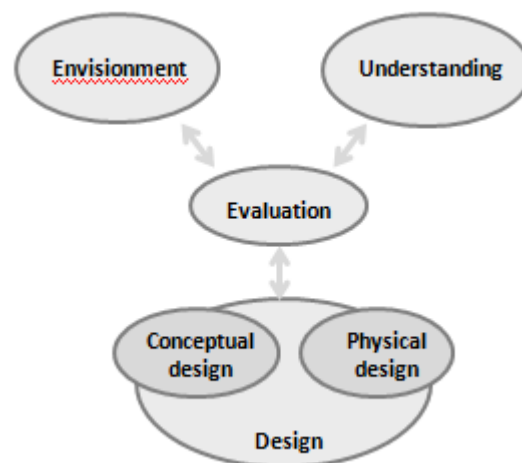 Envisionment
Understanding
Evaluation
Conceptual
design
Physical
design
Design